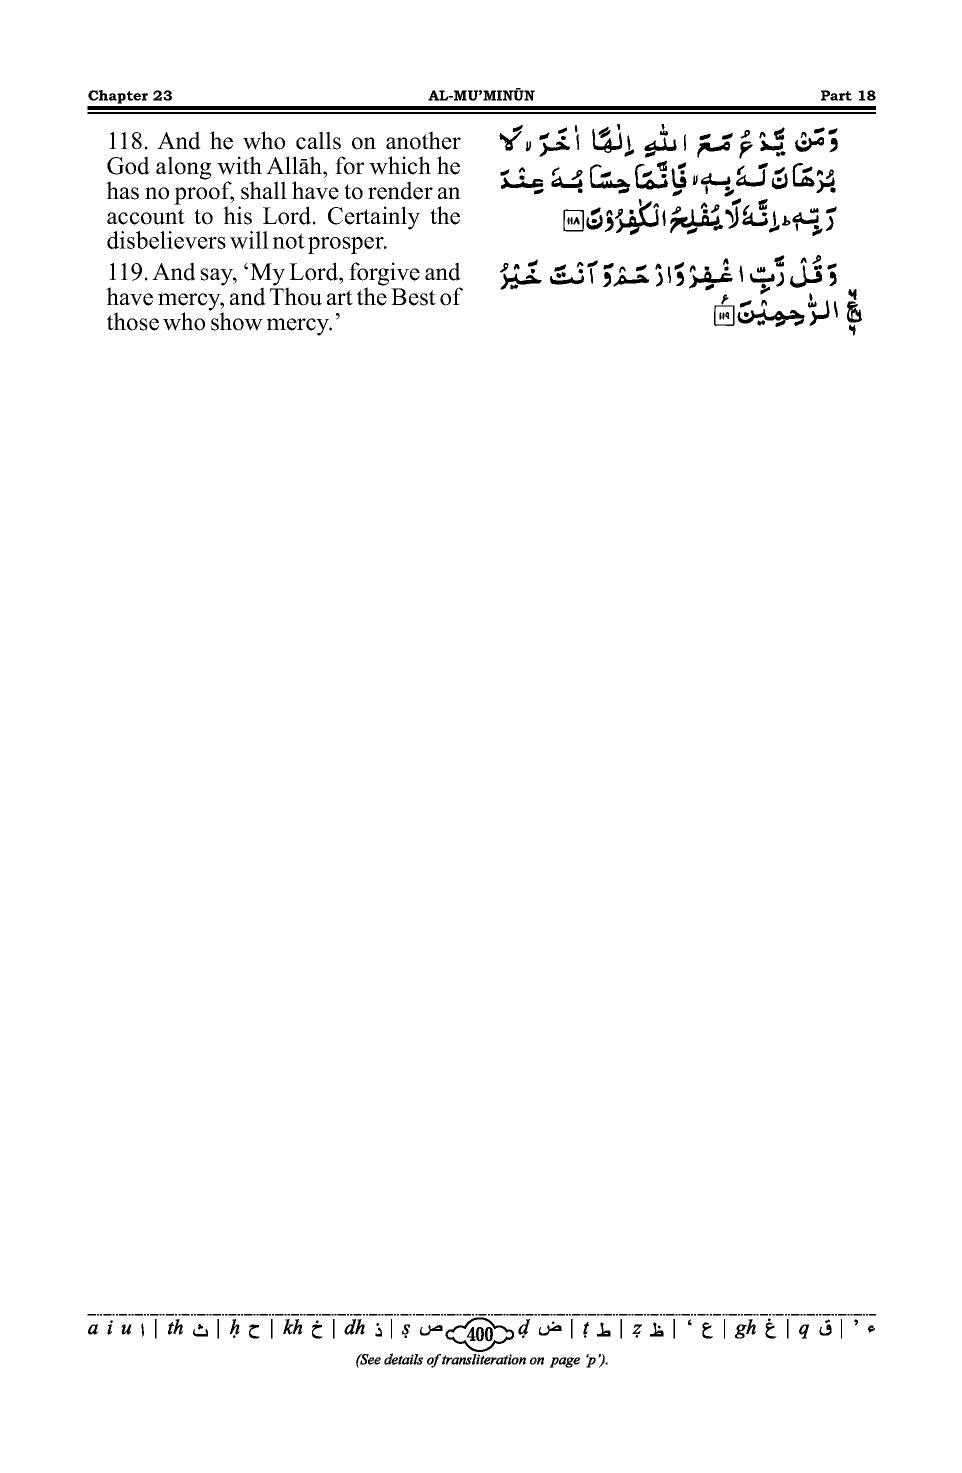 Chapter 23 AL-MU’MINŪN Part 18
118. And he who calls on another
God along with Allāh, for which he
has no proof, shall have to render an
account to his Lord. Certainly the
disbelievers will not prosper.
119. And say, ‘My Lord, forgive and
have mercy, and Thou art the Best of
those who show mercy.’
وَمَنْ يَّدْعُ مَعَ اللّٰهِ اِلٰهًا اٰخَرَ ۙ لَا
بُرْهَانَ لَهٗ بِهٖ ۙ فَاِنَّمَا حِسَابُهٗ عِنْدَ
رَبِّهٖ ؕ اِنَّهٗ لَا يُفْلِحُ الْكٰفِرُوْنَ ۝۱۱۸
وَقُلْ رَّبِّ اغْفِرْ وَارْحَمْ وَاَنْتَ خَيْرُ
الرّٰحِمِيْنَ ۝۱۱۹
a i u ا | th ث | ḥ ح | kh خ | dh ذ | ṣ ص 400 ḍ ض | ṭ ط | ẓ ظ | ‘ ع | gh غ | q ق | ’ ء
(See details of transliteration on page ‘p’).